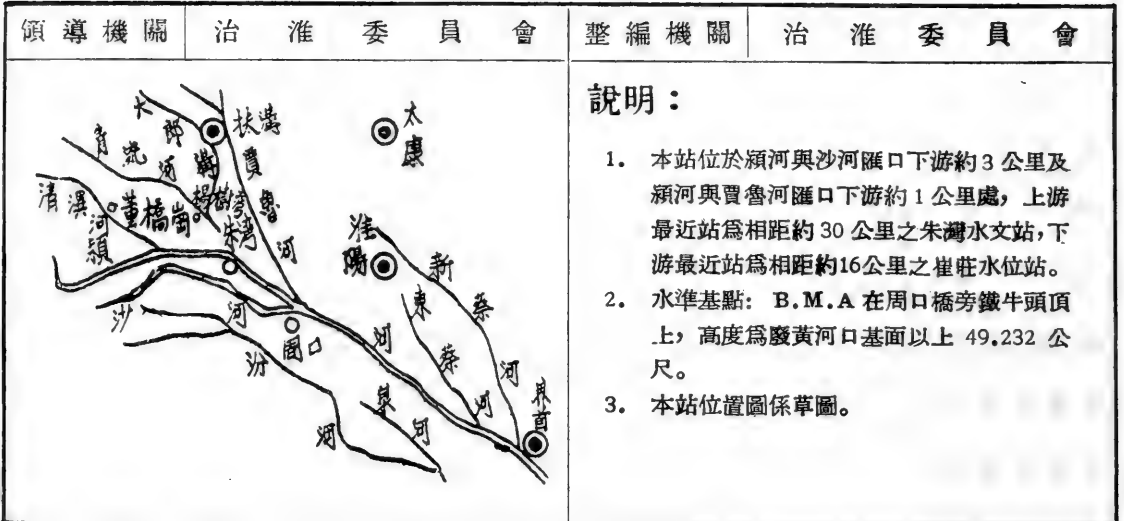 領導機關 治淮委員會 整編機關 治淮委員會
說明：
1. 本站位於潁河與沙河匯口下游約3公里及
潁河與賈魯河匯口下游約1公里處，上游
最近站爲相距約30公里之朱灣水文站，下
游最近站爲相距約16公里之崔莊水位站。
2. 水準基點： B.M.A 在周口橋旁鐵牛頭頂
上，高度爲廢黃河口基面以上 49.232 公
尺。
3. 本站位置圖係草圖。
大郎溝
扶溝
太康
清潩河
董橋
賈魯河
朱灣
潁河
淮陽
新蔡河
東蔡河
沙河
周口
汾河
泉河
界首